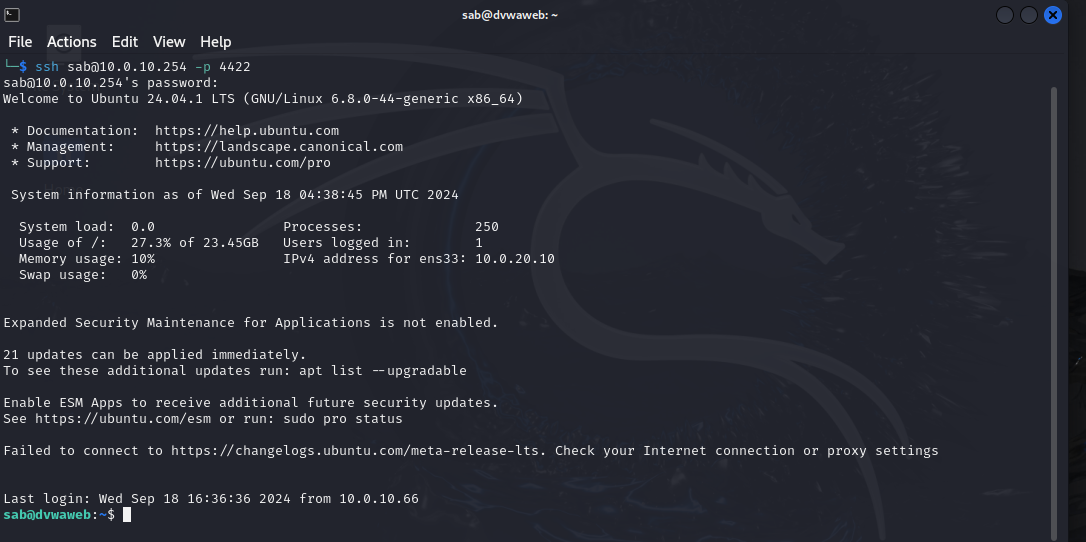 sab@dvwaweb: ~
File Actions Edit View Help
└─$ ssh sab@10.0.10.254 -p 4422
sab@10.0.10.254's password:
Welcome to Ubuntu 24.04.1 LTS (GNU/Linux 6.8.0-44-generic x86_64)
* Documentation: https://help.ubuntu.com
* Management: https://landscape.canonical.com
* Support: https://ubuntu.com/pro
System information as of Wed Sep 18 04:38:45 PM UTC 2024
System load: 0.0 Processes: 250
Usage of /: 27.3% of 23.45GB Users logged in: 1
Memory usage: 10% IPv4 address for ens33: 10.0.20.10
Swap usage: 0%
Expanded Security Maintenance for Applications is not enabled.
21 updates can be applied immediately.
To see these additional updates run: apt list --upgradable
Enable ESM Apps to receive additional future security updates.
See https://ubuntu.com/esm or run: sudo pro status
Failed to connect to https://changelogs.ubuntu.com/meta-release-lts. Check your Internet connection or proxy settings
Last login: Wed Sep 18 16:36:36 2024 from 10.0.10.66
sab@dvwaweb:~$